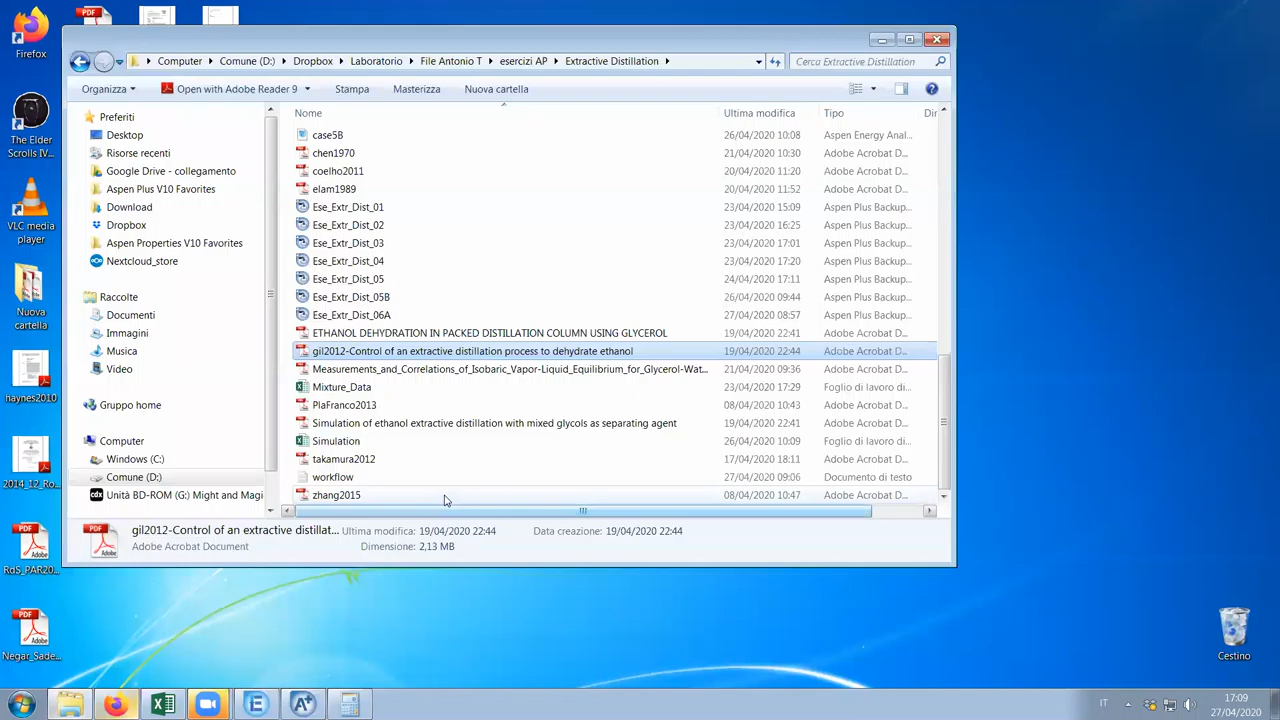 PDF
Firefox
The Elder
Scrolls IV...
VLC media
player
Nuova
cartella
haynes2010
2014_12_Ro...
PDF
Adobe
RdS_PAR20...
PDF
Adobe
Negar_Sade...
Cestino
Computer
Comune (D:)
Dropbox
Laboratorio
File Antonio T
esercizi AP
Extractive Distillation
Cerca Extractive Distillation
Organizza
Open with Adobe Reader 9
Stampa
Masterizza
Nuova cartella
Preferiti
Desktop
Risorse recenti
Google Drive - collegamento
Aspen Plus V10 Favorites
Download
Dropbox
Aspen Properties V10 Favorites
Nextcloud_store
Raccolte
Documenti
Immagini
Musica
Video
Gruppo home
Computer
Windows (C:)
Comune (D:)
Unità BD-ROM (G:) Might and Magi
Nome Ultima modifica Tipo Di
case5B 26/04/2020 10:08 Aspen Energy Anal...
chen1970 21/04/2020 10:30 Adobe Acrobat D...
coelho2011 20/04/2020 11:20 Adobe Acrobat D...
elam1989 20/04/2020 11:52 Adobe Acrobat D...
Ese_Extr_Dist_01 23/04/2020 15:09 Aspen Plus Backup...
Ese_Extr_Dist_02 23/04/2020 16:25 Aspen Plus Backup...
Ese_Extr_Dist_03 23/04/2020 17:01 Aspen Plus Backup...
Ese_Extr_Dist_04 23/04/2020 17:20 Aspen Plus Backup...
Ese_Extr_Dist_05 24/04/2020 17:11 Aspen Plus Backup...
Ese_Extr_Dist_05B 26/04/2020 09:44 Aspen Plus Backup...
Ese_Extr_Dist_06A 27/04/2020 08:57 Aspen Plus Backup...
ETHANOL DEHYDRATION IN PACKED DISTILLATION COLUMN USING GLYCEROL 19/04/2020 22:41 Adobe Acrobat D...
gil2012-Control of an extractive distillation process to dehydrate ethanol 19/04/2020 22:44 Adobe Acrobat D...
Measurements_and_Correlations_of_Isobaric_Vapor-Liquid_Equilibrium_for_Glycerol-Wat... 21/04/2020 09:36 Adobe Acrobat D...
Mixture_Data 23/04/2020 17:29 Foglio di lavoro di...
PlaFranco2013 08/04/2020 10:43 Adobe Acrobat D...
Simulation of ethanol extractive distillation with mixed glycols as separating agent 19/04/2020 22:41 Adobe Acrobat D...
Simulation 26/04/2020 10:09 Foglio di lavoro di...
takamura2012 17/04/2020 18:11 Adobe Acrobat D...
workflow 27/04/2020 09:06 Documento di testo
zhang2015 08/04/2020 10:47 Adobe Acrobat D...
PDF
gil2012-Control of an extractive distillat... Ultima modifica: 19/04/2020 22:44 Data creazione: 19/04/2020 22:44
Adobe Acrobat Document Dimensione: 2,13 MB
IT
17:09
27/04/2020